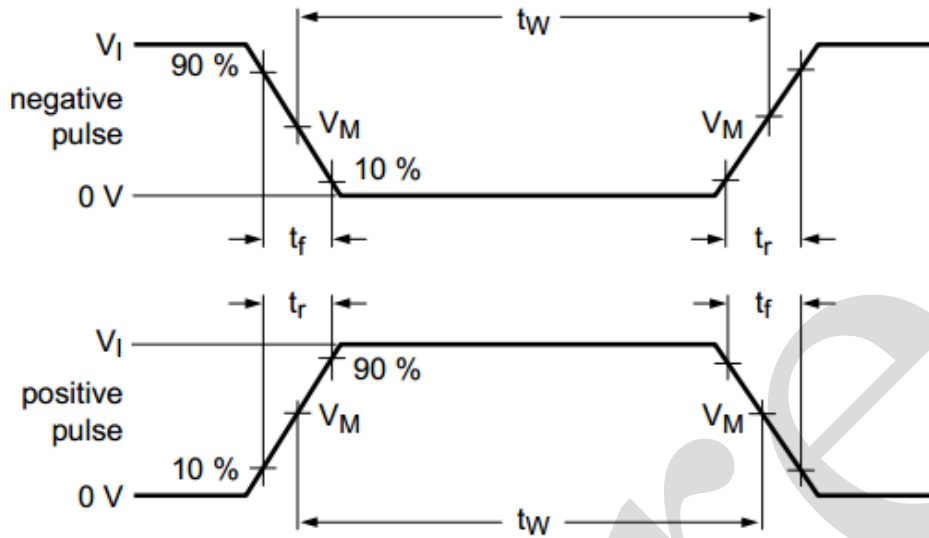 tW
VI
90 %
negative
pulse
VM
VM
10 %
0 V
tf
tr
tr
tf
VI
90 %
positive
pulse
VM
VM
10 %
0 V
tW
re